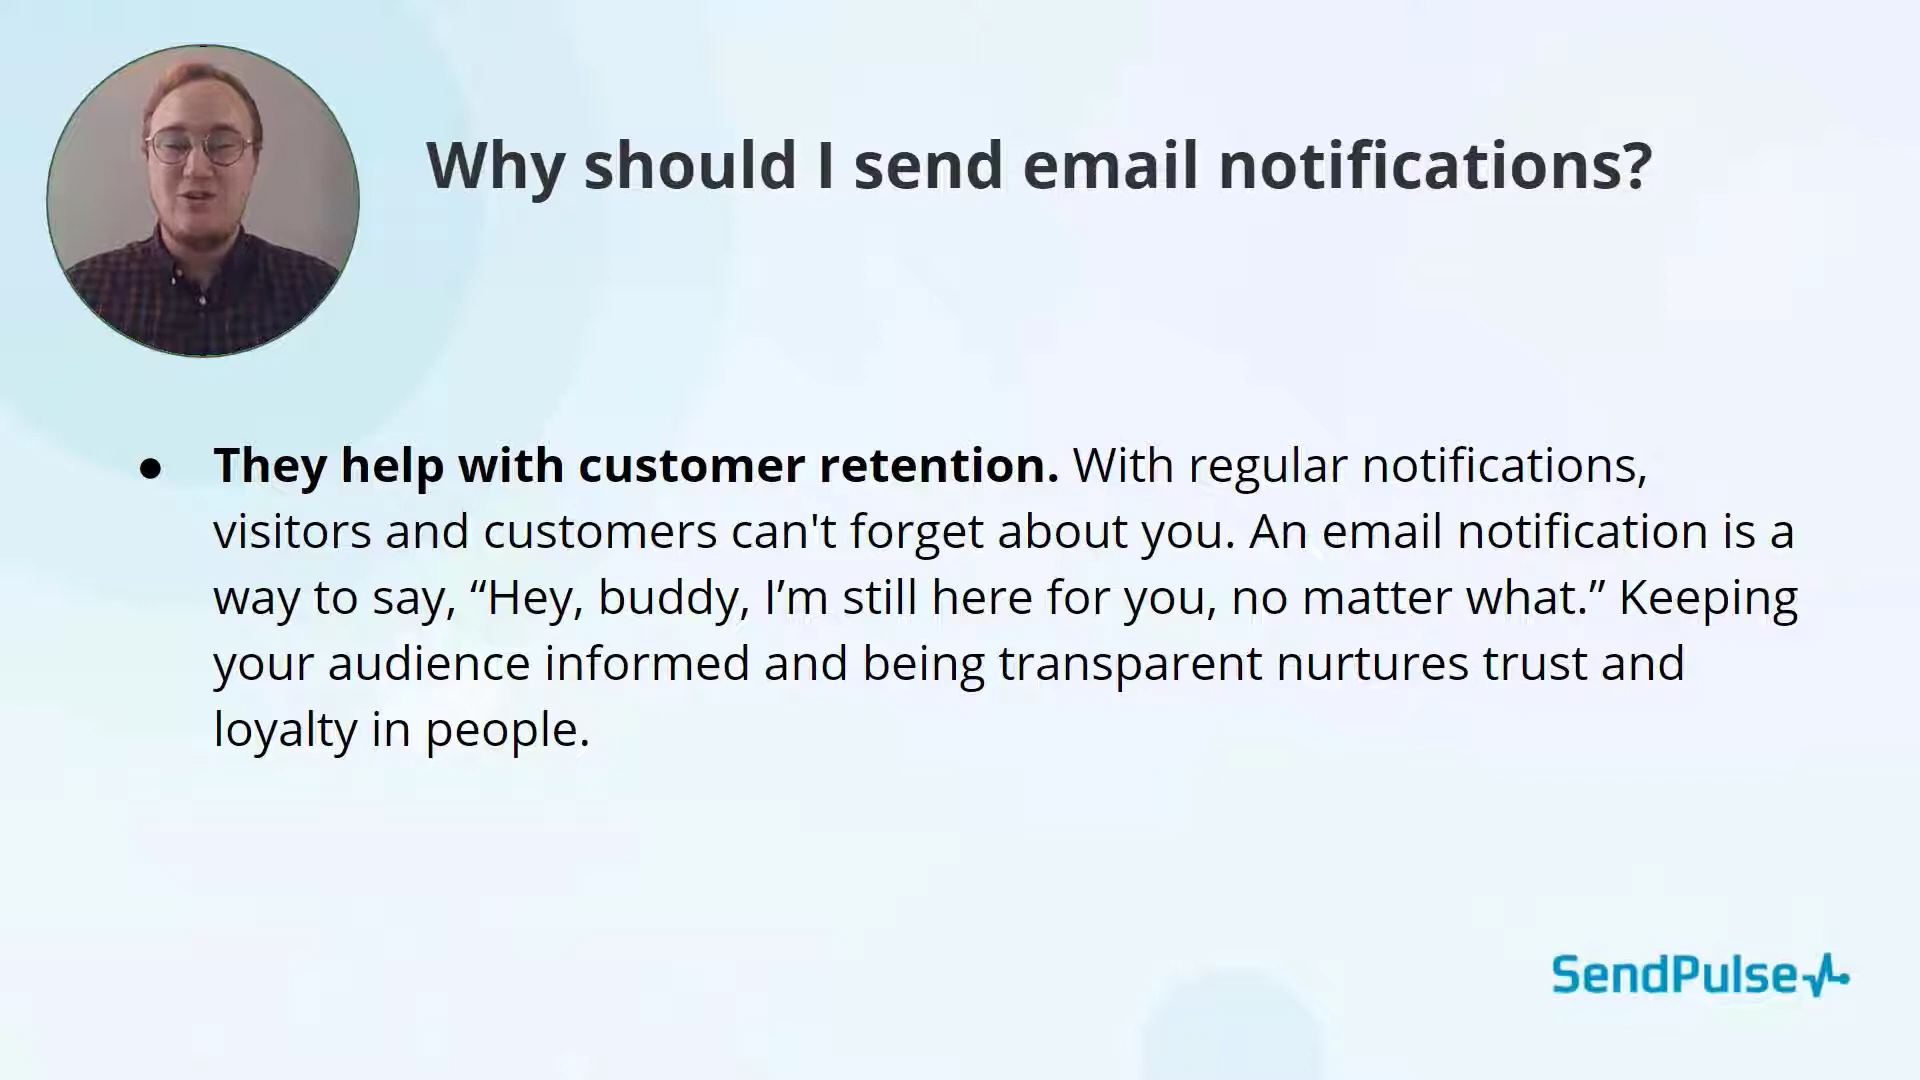 Why should I send email notifications?
● They help with customer retention. With regular notifications,
visitors and customers can't forget about you. An email notification is a
way to say, “Hey, buddy, I’m still here for you, no matter what.” Keeping
your audience informed and being transparent nurtures trust and
loyalty in people.
SendPulse